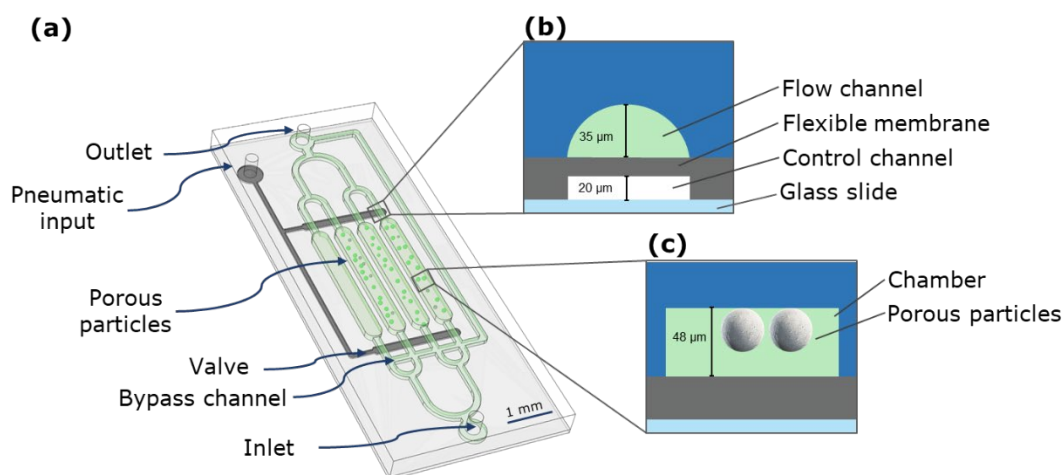 (a)
Outlet
Pneumatic
input
Porous
particles
Valve
Bypass channel
Inlet
1 mm
(b)
35 µm
20 µm
Flow channel
Flexible membrane
Control channel
Glass slide
(c)
48 µm
Chamber
Porous particles